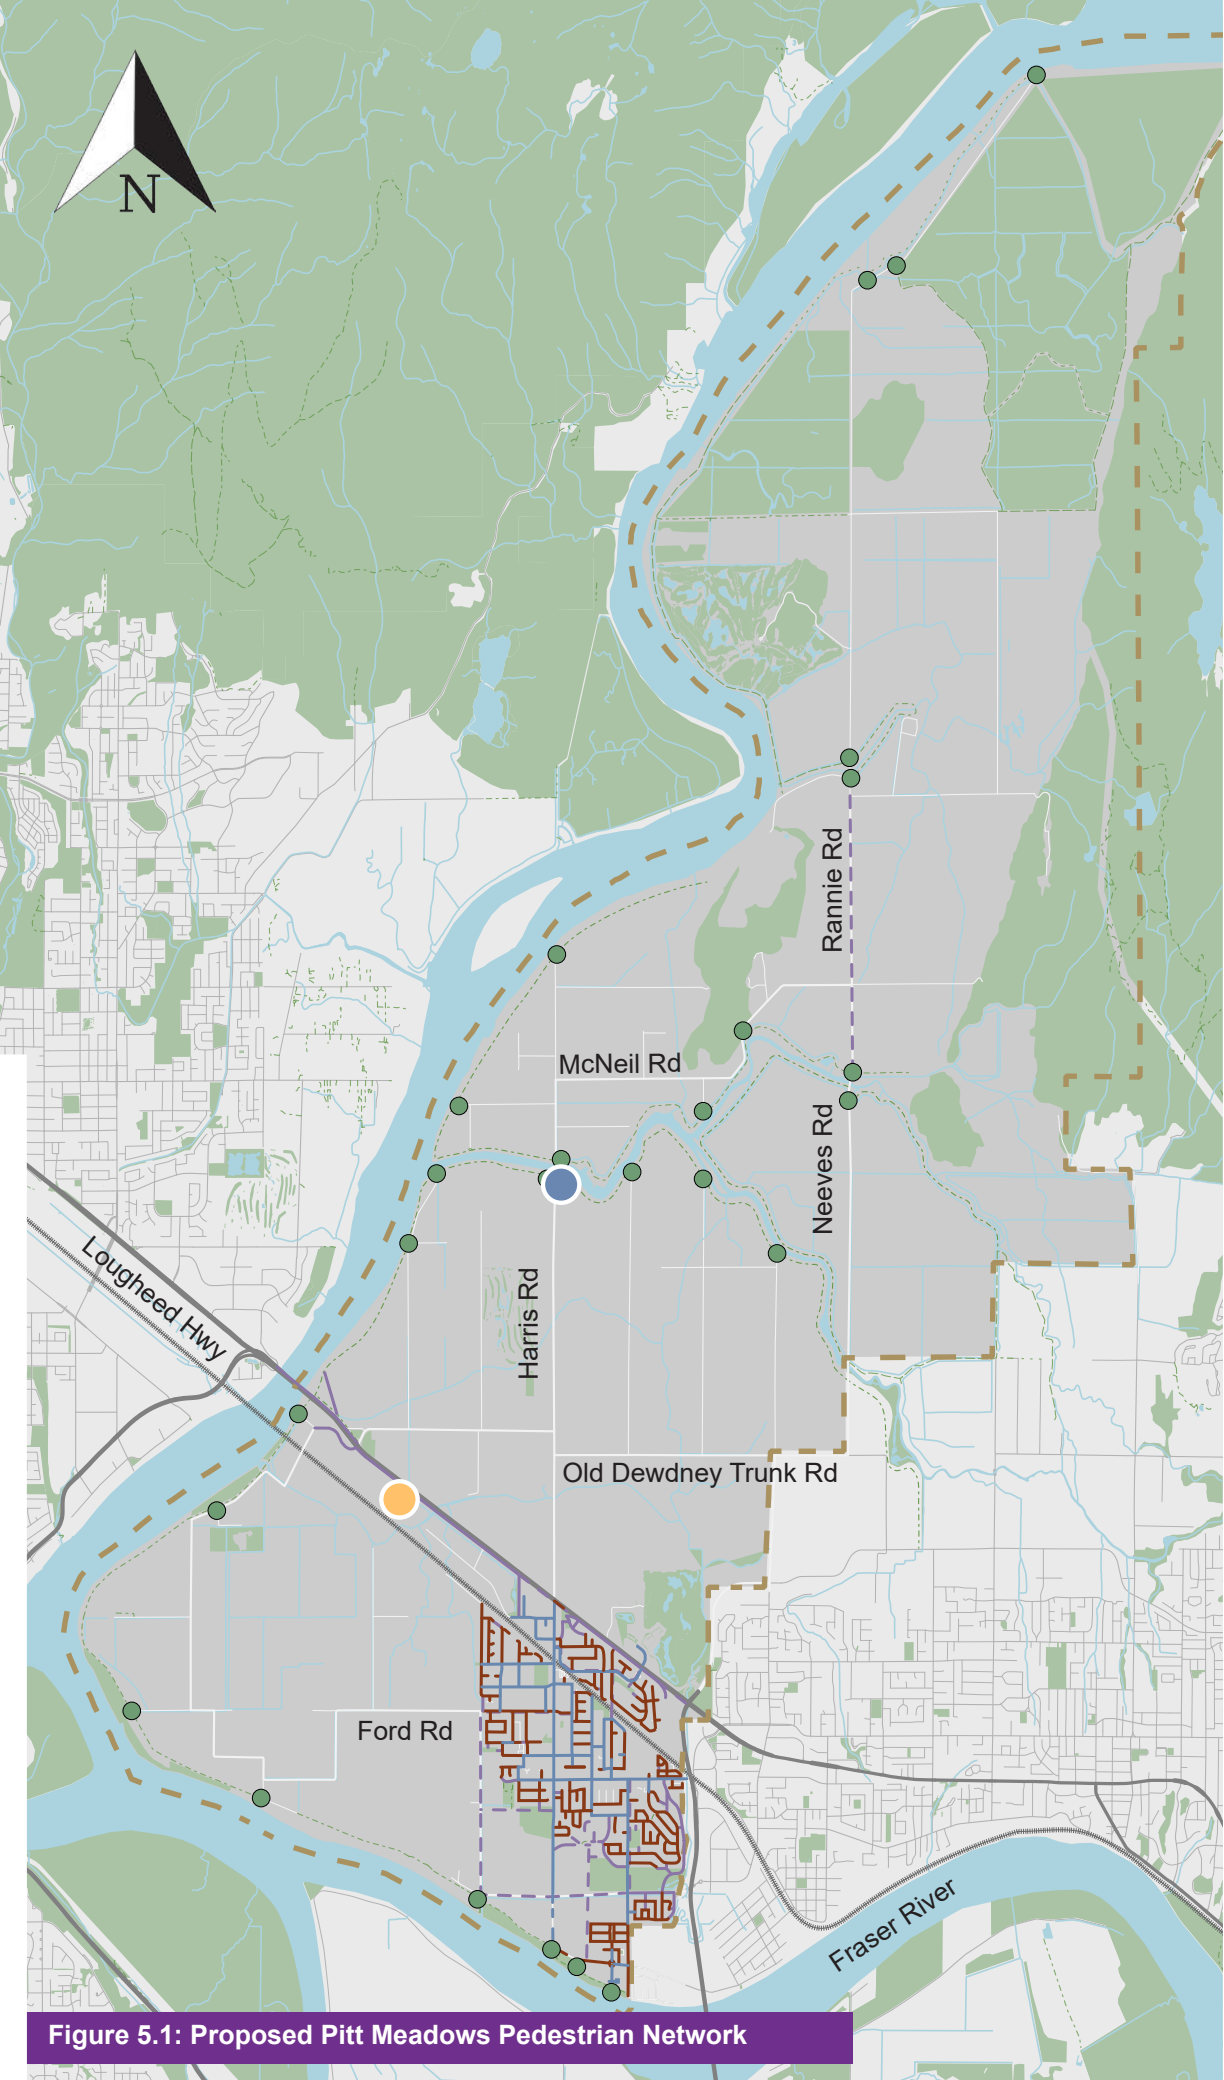 N
Rannie Rd
McNeil Rd
Neeves Rd
Lougheed Hwy
Harris Rd
Old Dewdney Trunk Rd
Ford Rd
Fraser River
Figure 5.1: Proposed Pitt Meadows Pedestrian Network